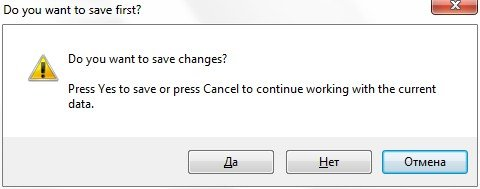 Do you want to save first?
Do you want to save changes?
Press Yes to save or press Cancel to continue working with the current
data.
Да
Нет
Отмена